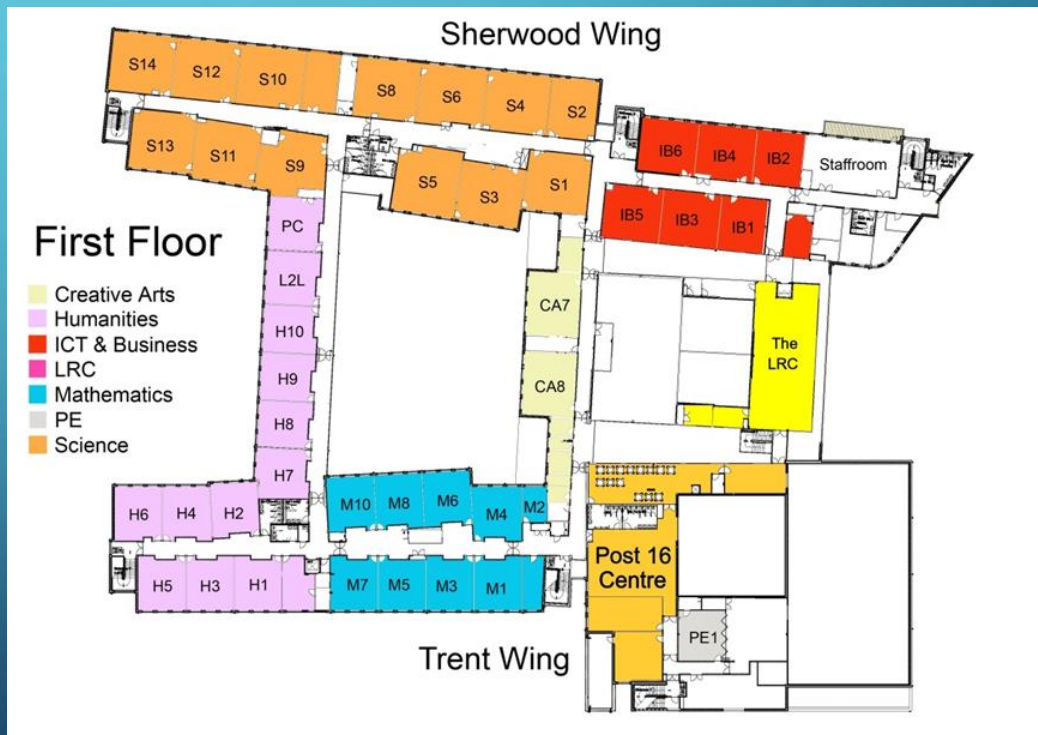 Sherwood Wing
S14
S12
S10
S8
S6
S4
S2
S13
S11
S9
S5
S3
S1
IB6
IB4
IB2
Staffroom
IB5
IB3
IB1
First Floor
Creative Arts
Humanities
ICT & Business
LRC
Mathematics
PE
Science
PC
L2L
H10
H9
H8
H7
CA7
CA8
The
LRC
H6
H4
H2
M10
M8
M6
M4
M2
H5
H3
H1
M7
M5
M3
M1
Post 16
Centre
PE1
Trent Wing